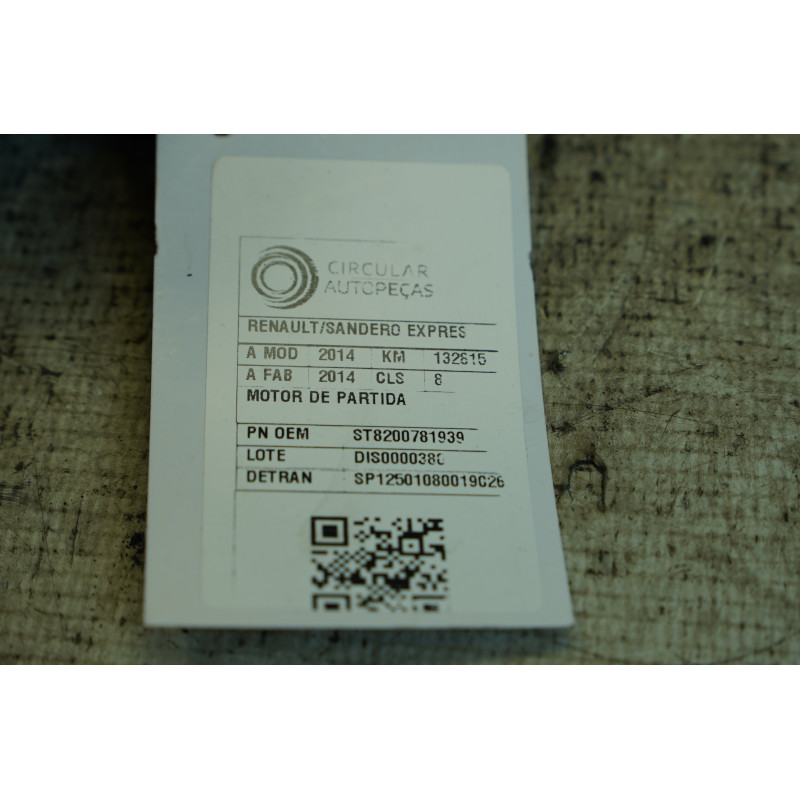 CIRCULAR
AUTOPEÇAS
RENAULT/SANDERO EXPRES
A MOD 2014 KM 132615
A FAB 2014 CLS 8
MOTOR DE PARTIDA
PN OEM ST8200781939
LOTE
DETRAN